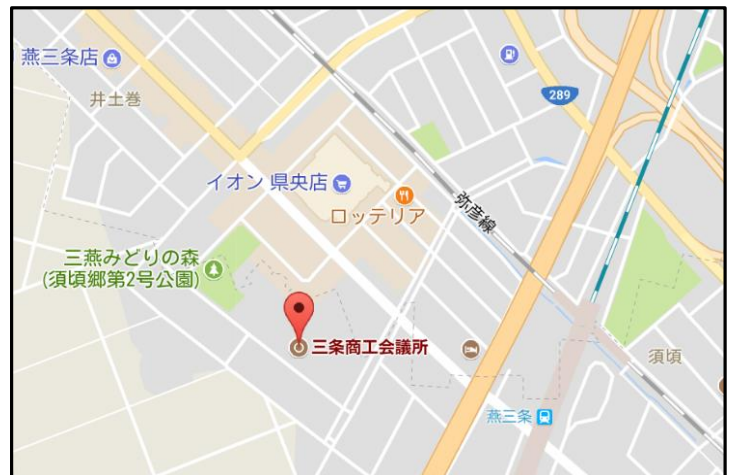 燕三条店
井土巻
289
イオン 県央店
ロッテリア
弥彦線
三燕みどりの森
(須頃郷第2号公園)
三条商工会議所
須頃
燕三条